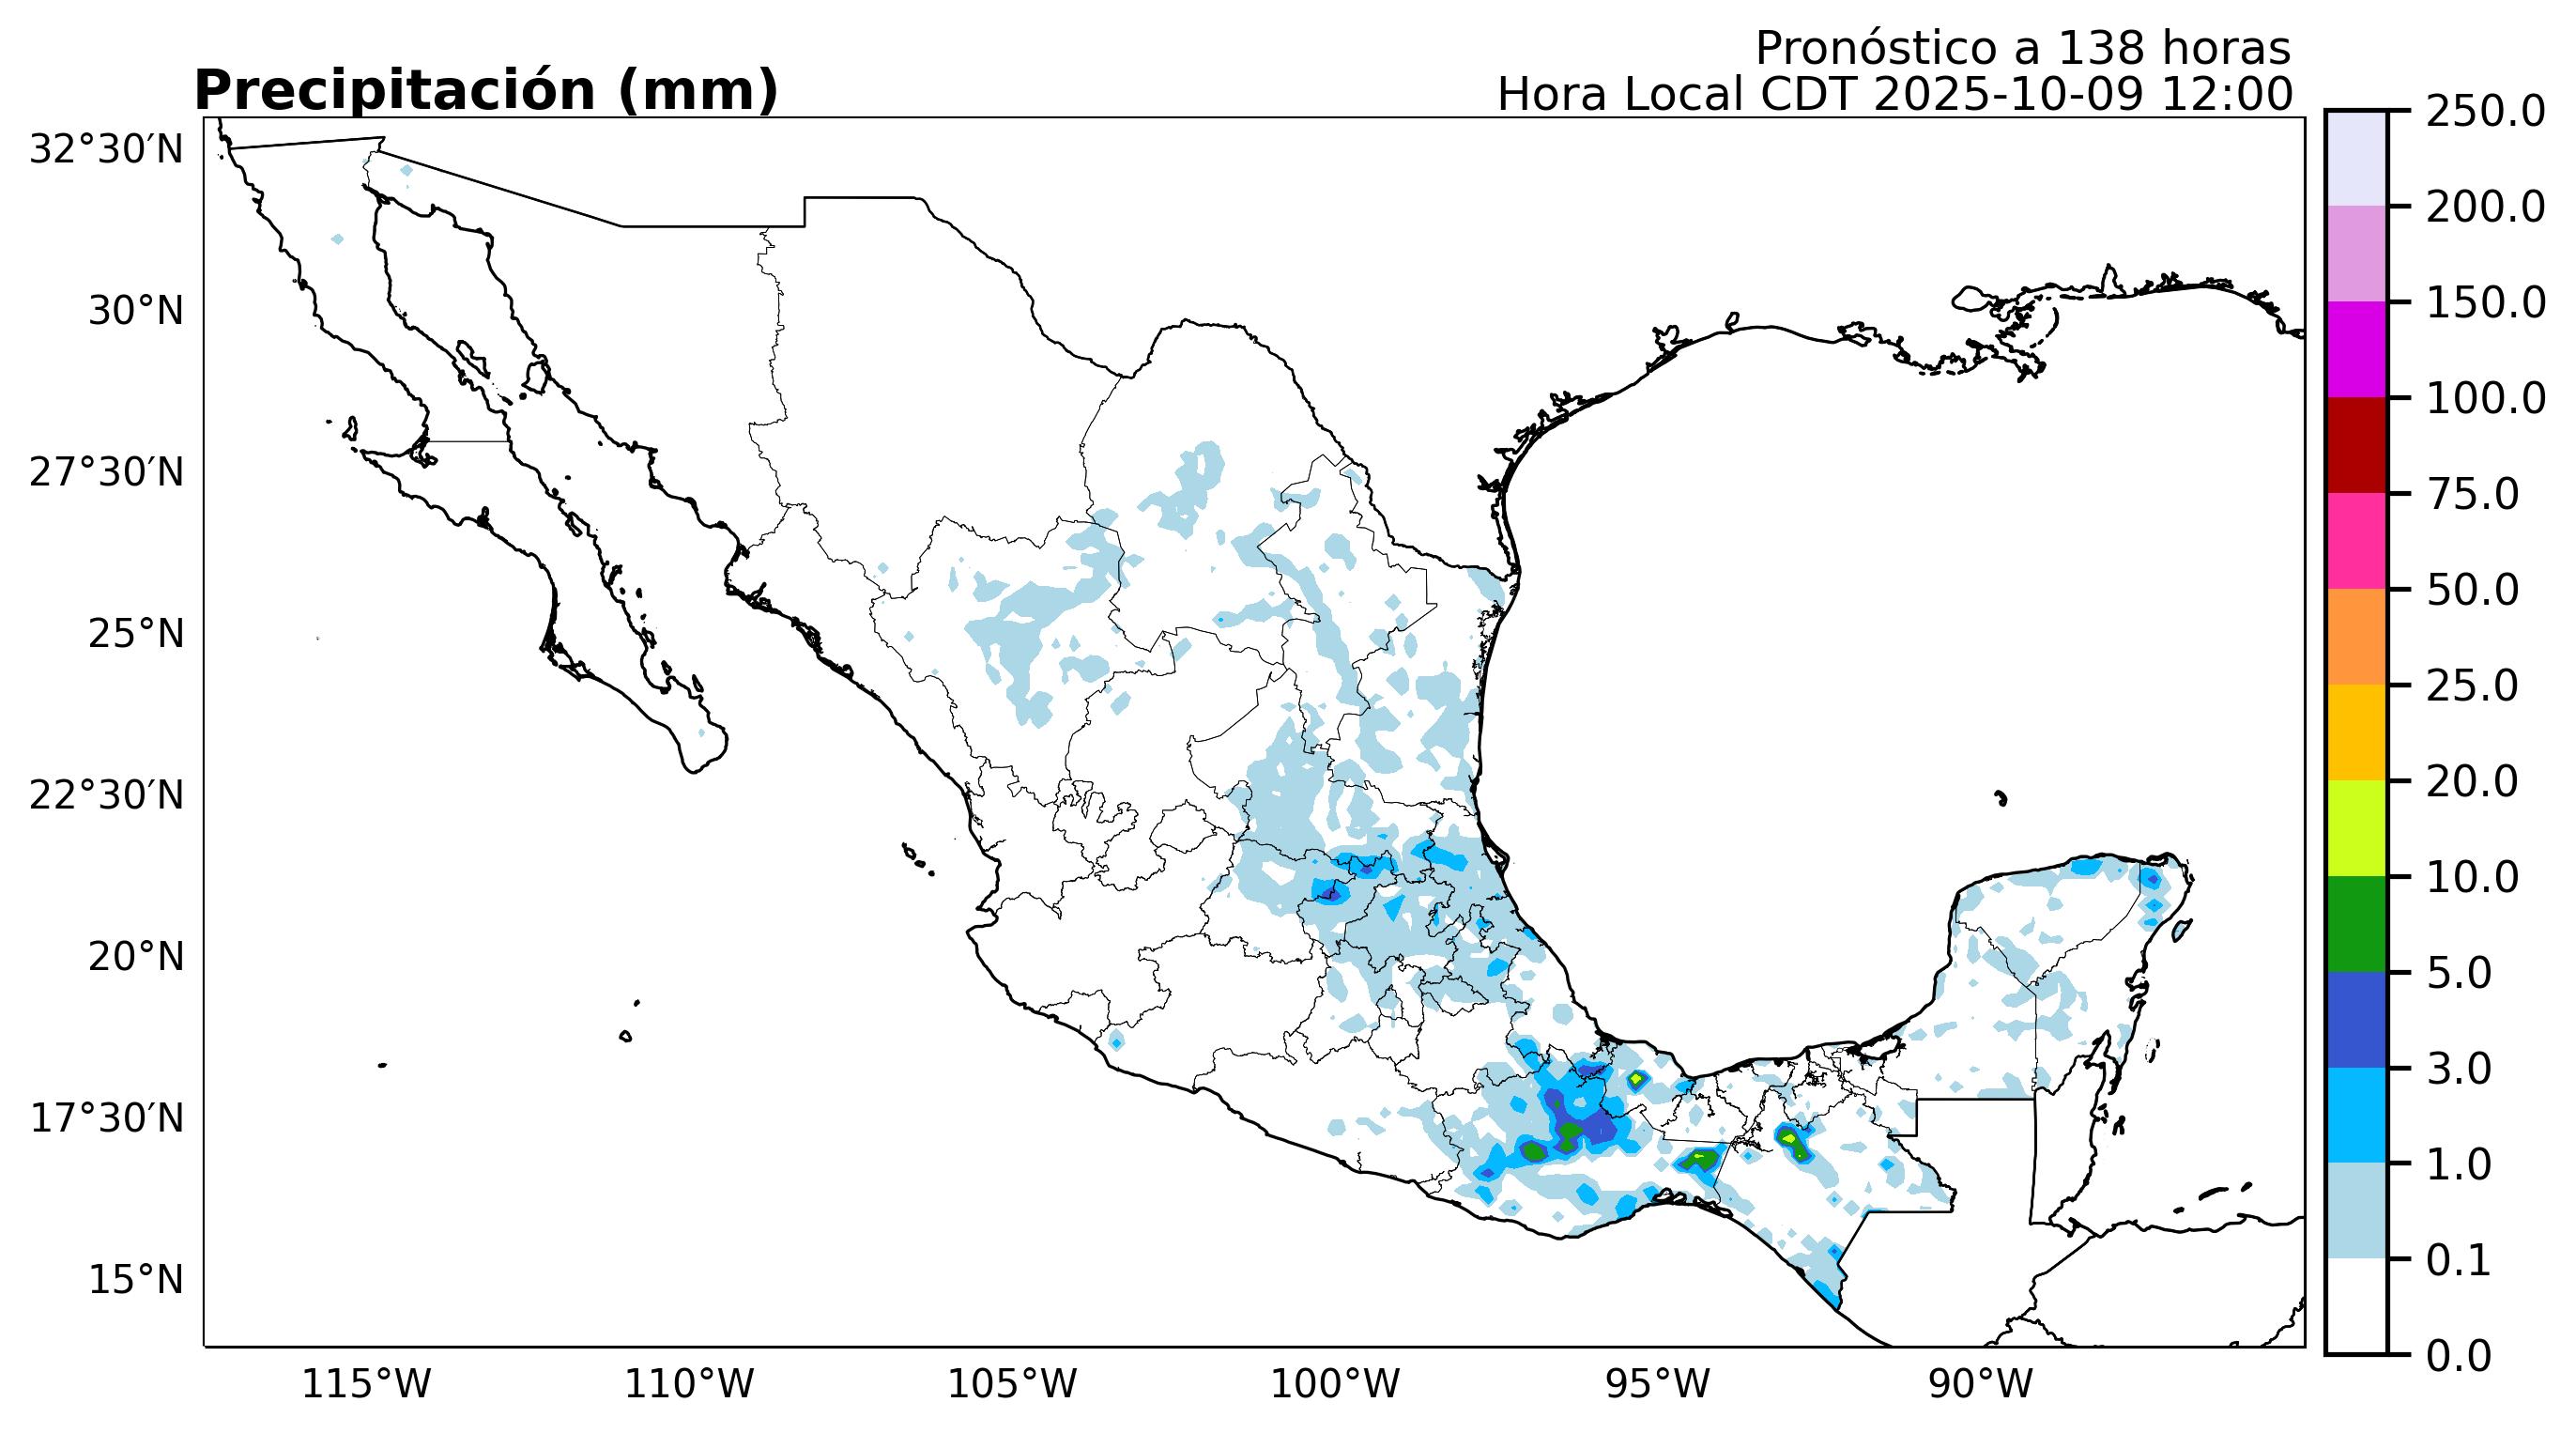 Pronóstico a 138 horas
Precipitación (mm)
Hora Local CDT 2025-10-09 12:00
32°30′N
30°N
27°30′N
25°N
22°30′N
20°N
17°30′N
15°N
115°W
110°W
105°W
100°W
95°W
90°W
250.0
200.0
150.0
100.0
75.0
50.0
25.0
20.0
10.0
5.0
3.0
1.0
0.1
0.0